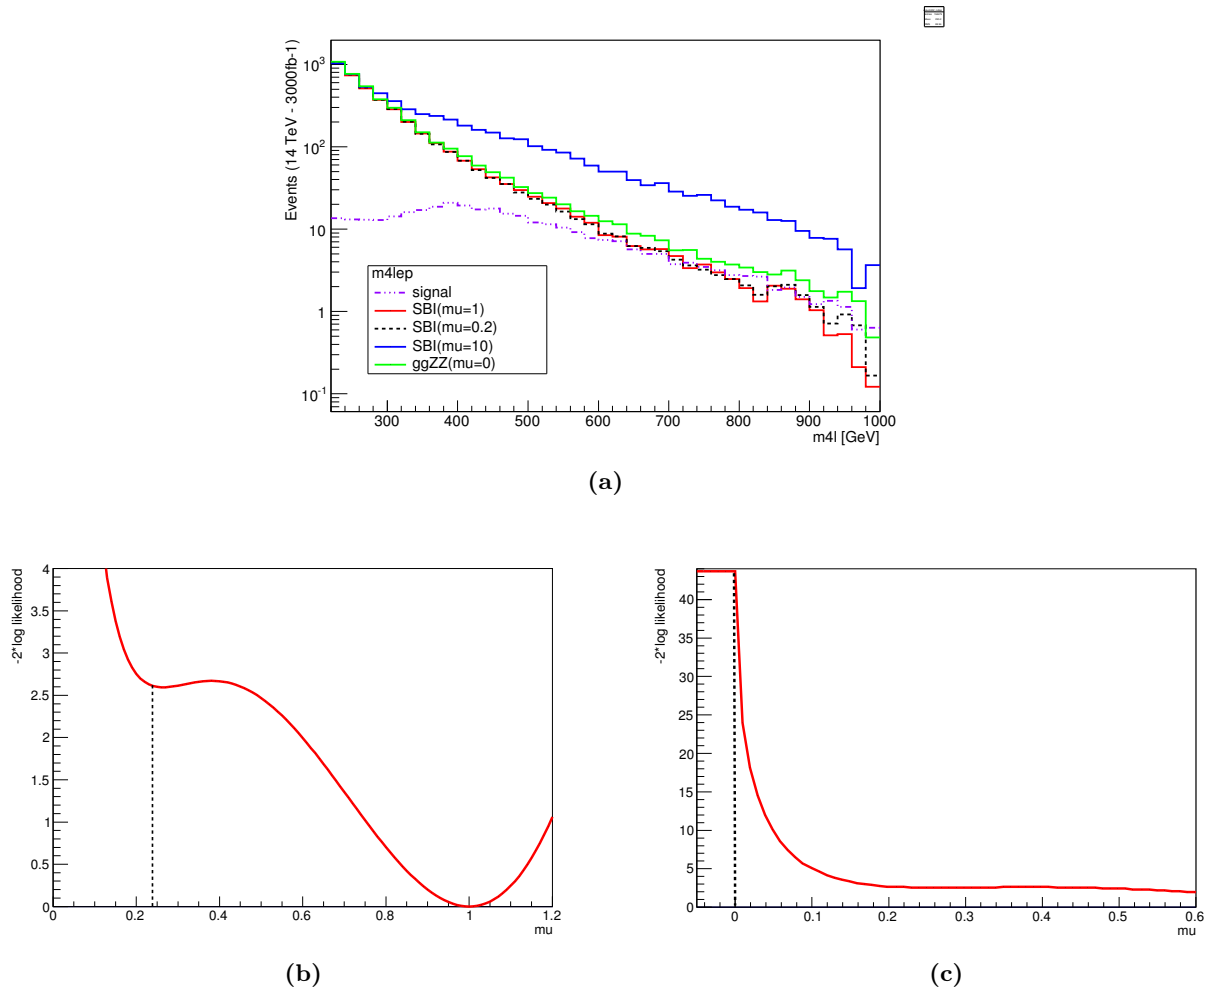 Events (14 TeV - 3000fb-1)
10^3
10^2
10
1
10^-1
m4lep
signal
SBI(mu=1)
SBI(mu=0.2)
SBI(mu=10)
ggZZ(mu=0)
300 400 500 600 700 800 900 1000
m4l [GeV]
(a)
-2*log likelihood
4
3.5
3
2.5
2
1.5
1
0.5
0
0 0.2 0.4 0.6 0.8 1 1.2
mu
(b)
-2*log likelihood
40
35
30
25
20
15
10
5
0
0 0.1 0.2 0.3 0.4 0.5 0.6
mu
(c)